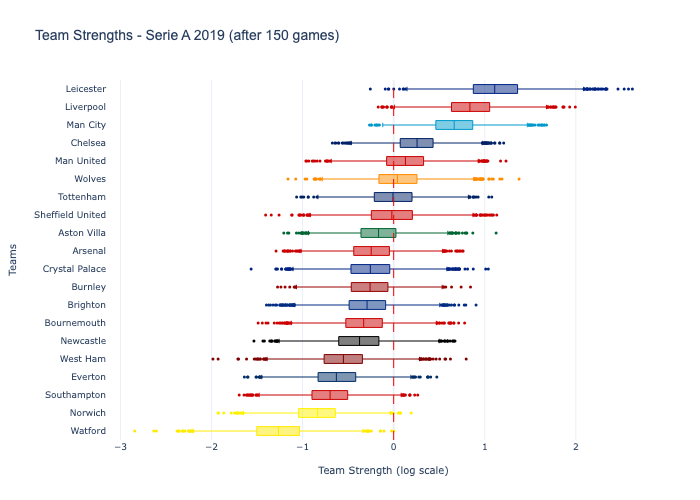 Team Strengths - Serie A 2019 (after 150 games)
Leicester
Liverpool
Man City
Chelsea
Man United
Wolves
Tottenham
Sheffield United
Aston Villa
Arsenal
Crystal Palace
Burnley
Brighton
Bournemouth
Newcastle
West Ham
Everton
Southampton
Norwich
Watford
Teams
−3 −2 −1 0 1 2
Team Strength (log scale)